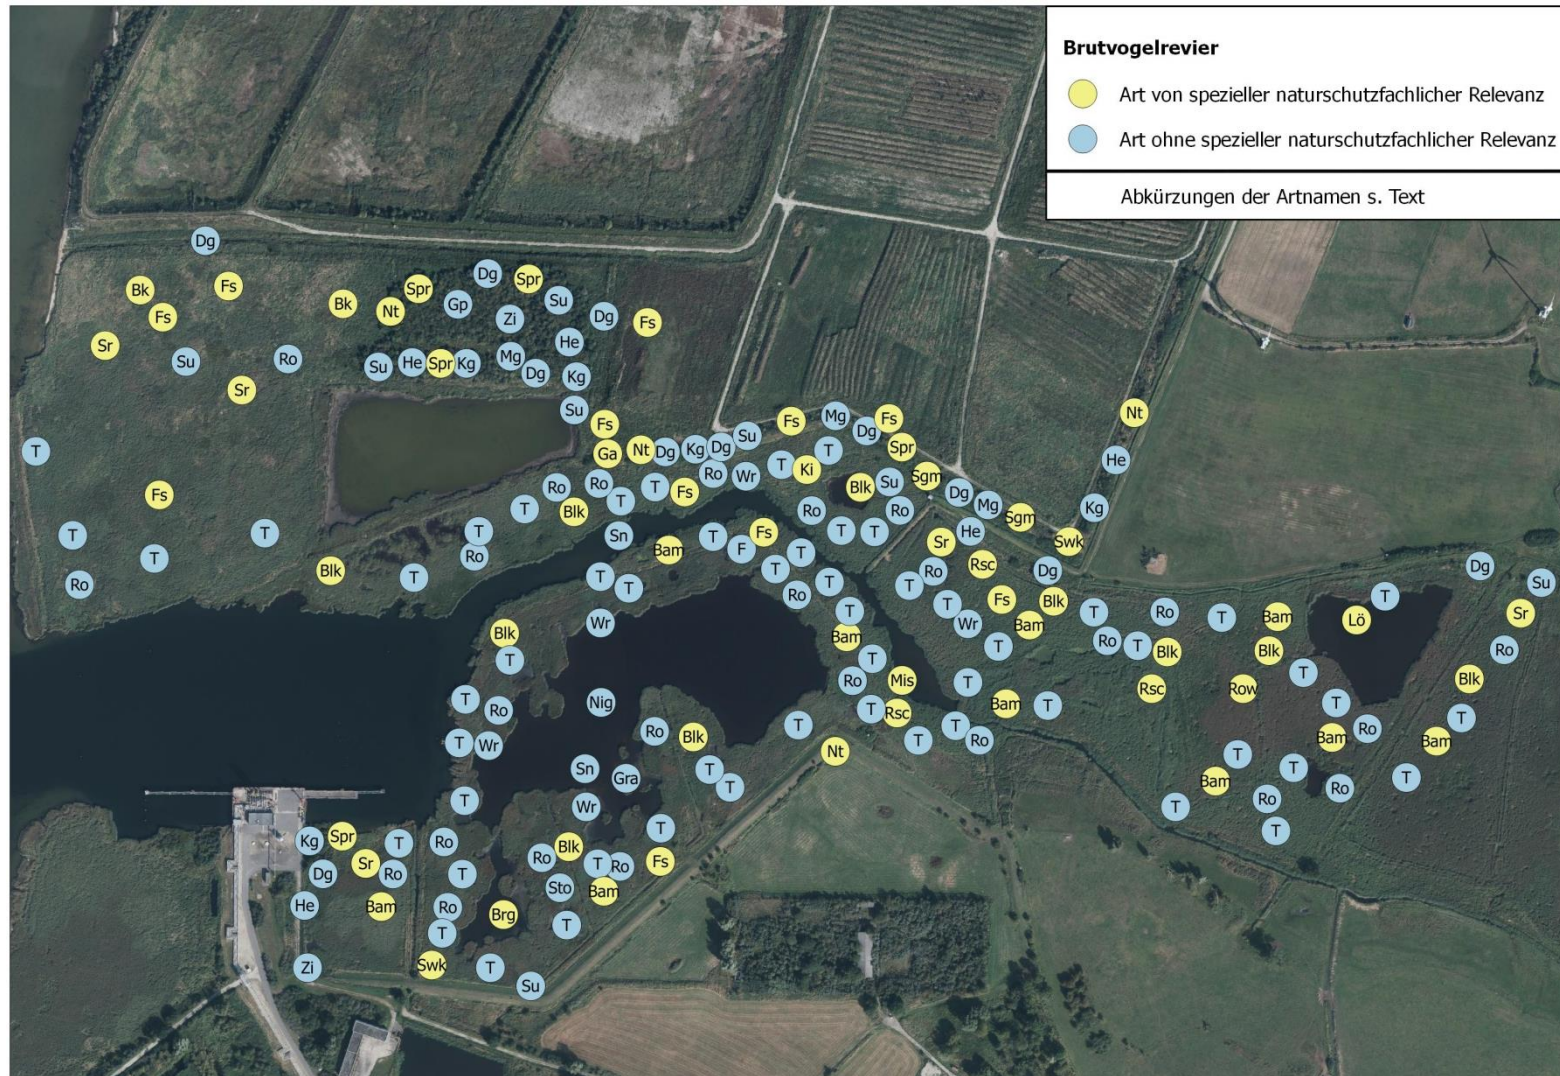 Brutvogelrevier
Art von spezieller naturschutzfachlicher Relevanz
Art ohne spezieller naturschutzfachlicher Relevanz
Abkürzungen der Artnamen s. Text
Dg
Bk Fs Bk Nt Spr Gp Dg Spr Su Dg Fs
Fs Zi
Sr Su Ro Su He Spr Kg Mg Dg He Kg
Sr Su
Fs Ga Nt Dg Kg Dg Su Fs Mg Dg Fs Spr Nt
T Ro Wr T Ki T Blk Su Sgm Dg Mg Sgm He Kg
Fs T Ro Blk Ro T T Fs Ro T T Ro He Swk
T T T Ro Sn Bam T F Fs T Sr Rsc Dg
Ro T Blk T Ro T T T Ro T T T Ro Fs Blk T Ro T Bam Lö T Dg Su
Blk Wr T Bam T Wr Bam T Ro T Blk Blk Sr Ro
T T Ro Nig Ro Mis T Rsc Row T T Blk
T Wr Ro Blk T T Rsc T Bam T T Ro Bam Ro T Bam
Sn Gra T T Nt T Bam T T Ro Ro T
T Wr T T T
Kg Spr T Ro Ro Blk T Ro Fs
Dg Sr Ro T Sto Bam
He Bam Ro Brg T
T
Zi Swk T Su